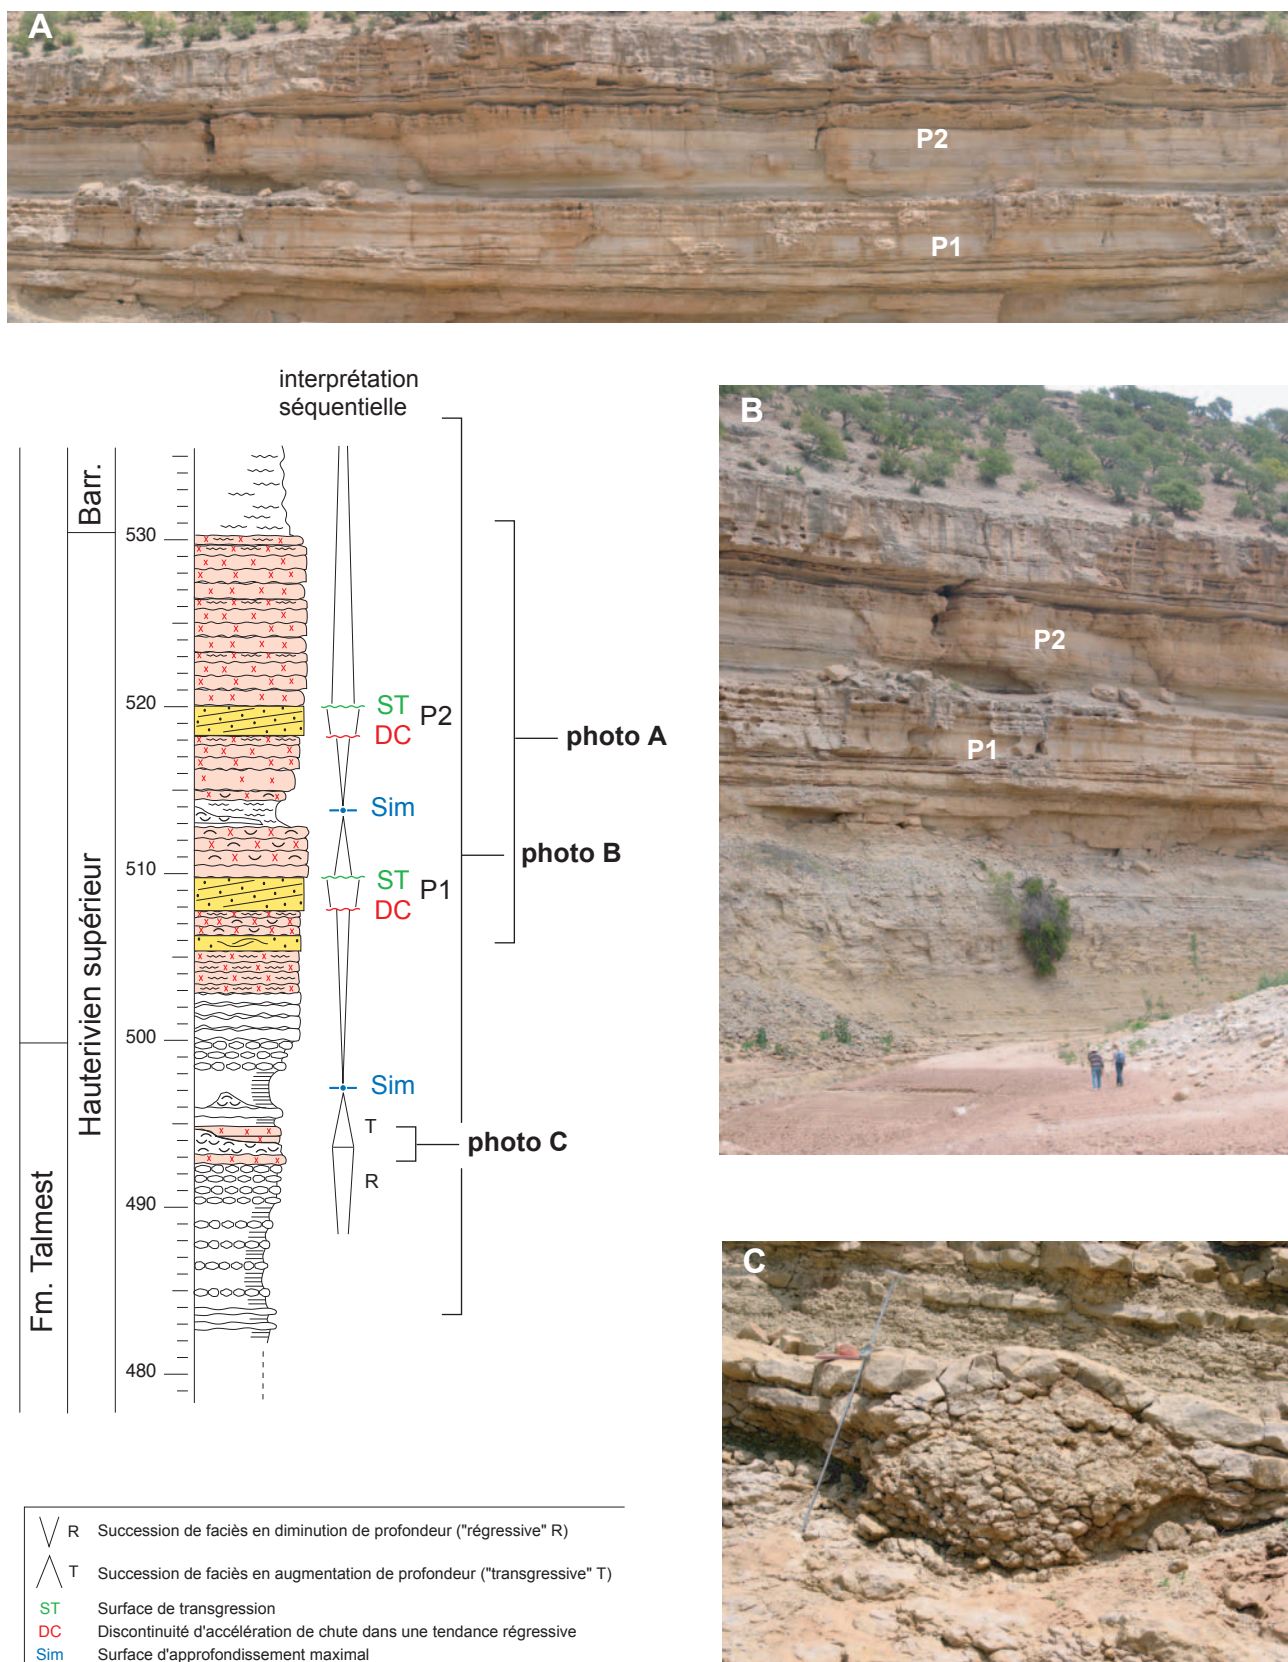 A
P2
P1
interprétation
séquentielle
B
P2
P1
Barr.
Hauterivien supérieur
Fm. Talmest
530
520
510
500
490
480
ST
DC
P2
Sim
ST
DC
P1
Sim
T
R
photo A
photo B
photo C
C
R Succession de faciès en diminution de profondeur ("régressive" R)
T Succession de faciès en augmentation de profondeur ("transgressive" T)
ST Surface de transgression
DC Discontinuité d'accélération de chute dans une tendance régressive
Sim Surface d'approfondissement maximal